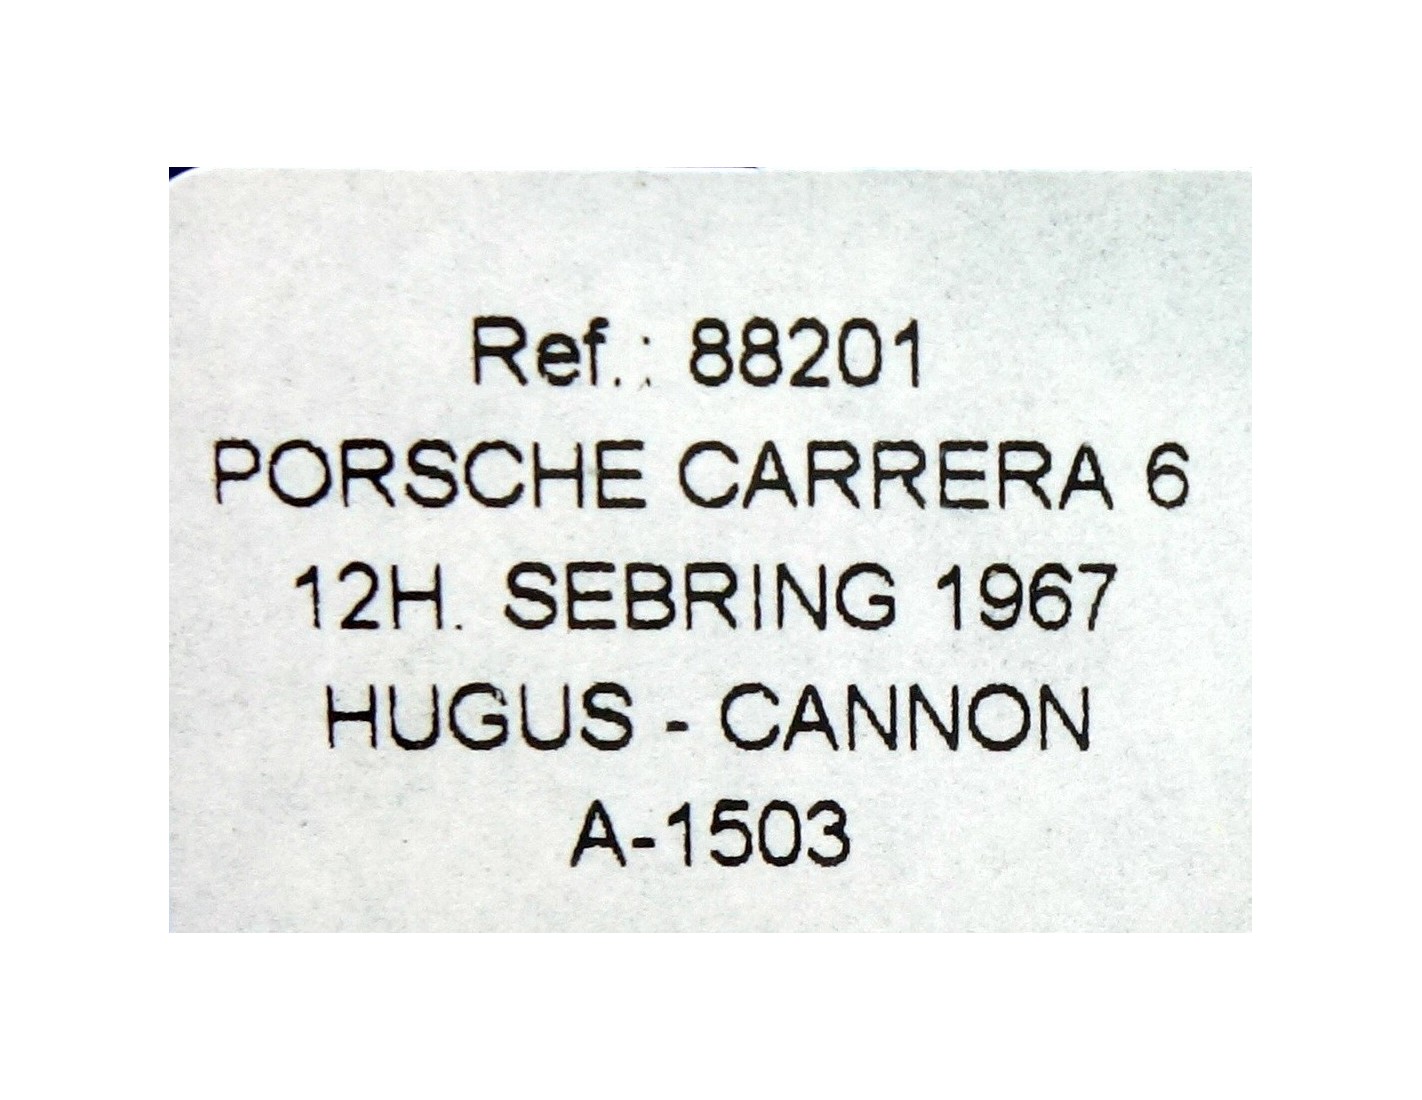 Ref.: 88201
PORSCHE CARRERA 6
12H. SEBRING 1967
HUGUS - CANNON
A-1503